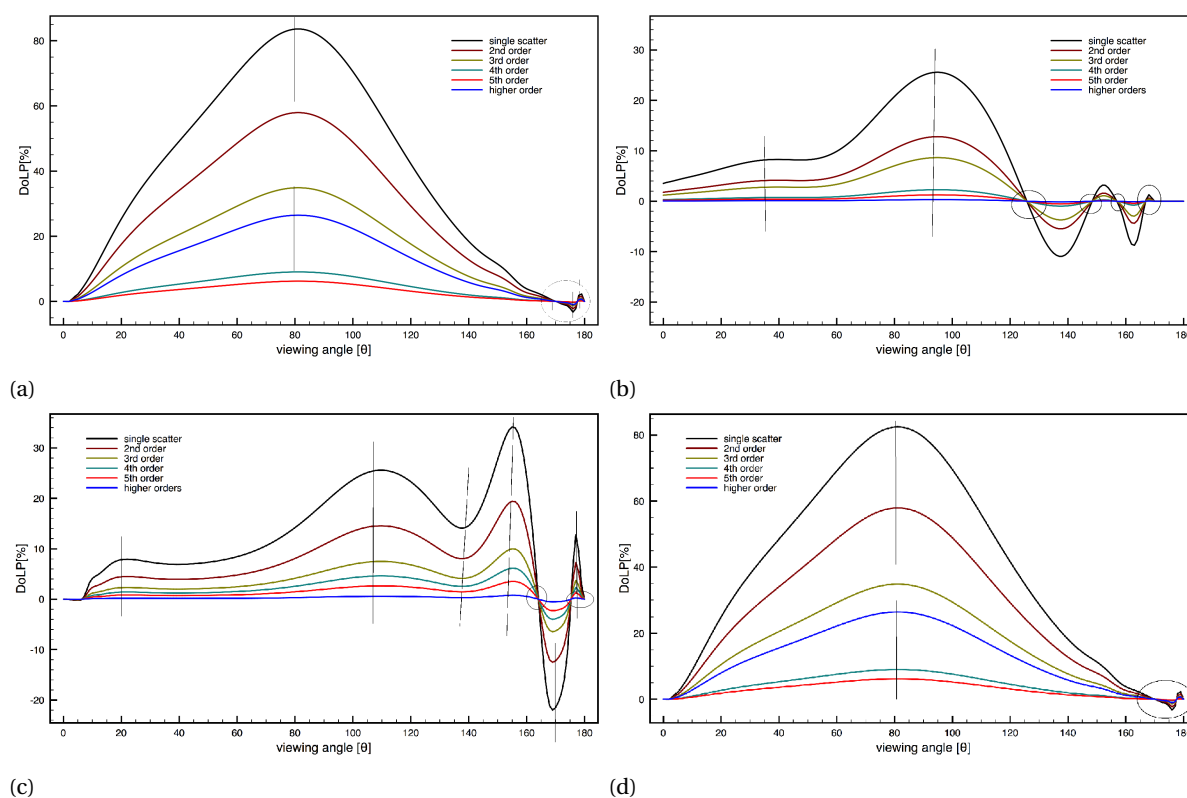 80
60
40
20
0
DoLP[%]
single scatter
2nd order
3rd order
4th order
5th order
higher order
0 20 40 60 80 100 120 140 160 180
viewing angle [θ]
(a)
30
20
10
0
-10
-20
DoLP[%]
single scatter
2nd order
3rd order
4th order
5th order
higher orders
0 20 40 60 80 100 120 140 160 180
viewing angle [θ]
(b)
30
20
10
0
-10
-20
DoLP[%]
single scatter
2nd order
3rd order
4th order
5th order
higher orders
0 20 40 60 80 100 120 140 160 180
viewing angle [θ]
(c)
80
60
40
20
0
DoLP[%]
single scatter
2nd order
3rd order
4th order
5th order
higher order
0 20 40 60 80 100 120 140 160 180
viewing angle [θ]
(d)